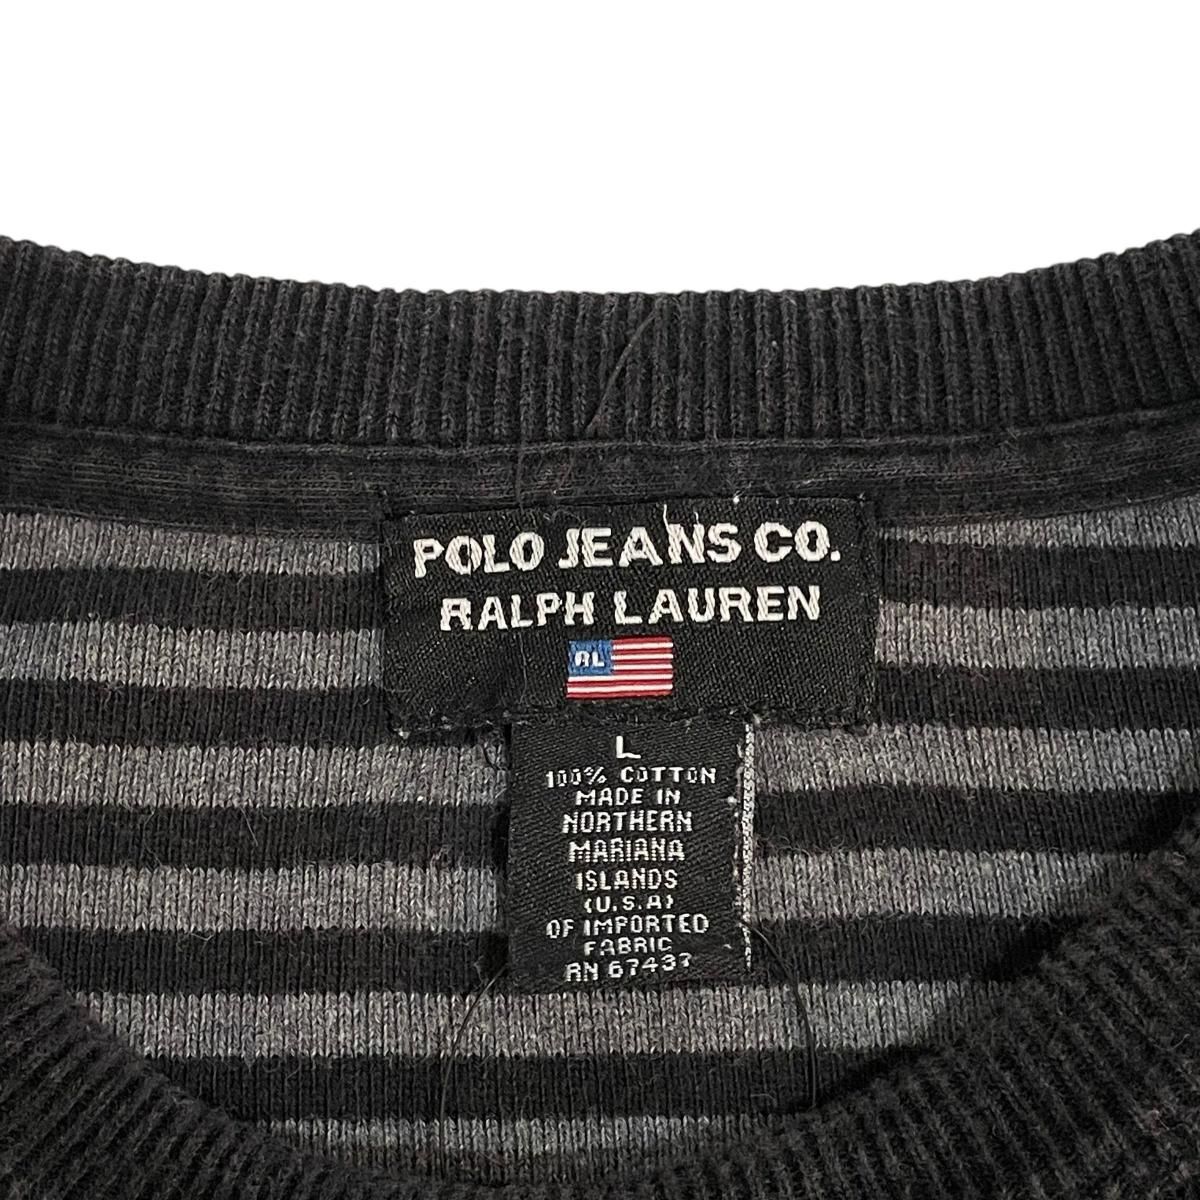 POLO JEANS CO.
RALPH LAUREN
RL
L
100% COTTON
MADE IN
NORTHERN
MARIANA
ISLANDS
(U.S.A)
OF IMPORTED
FABRIC
RN 67437